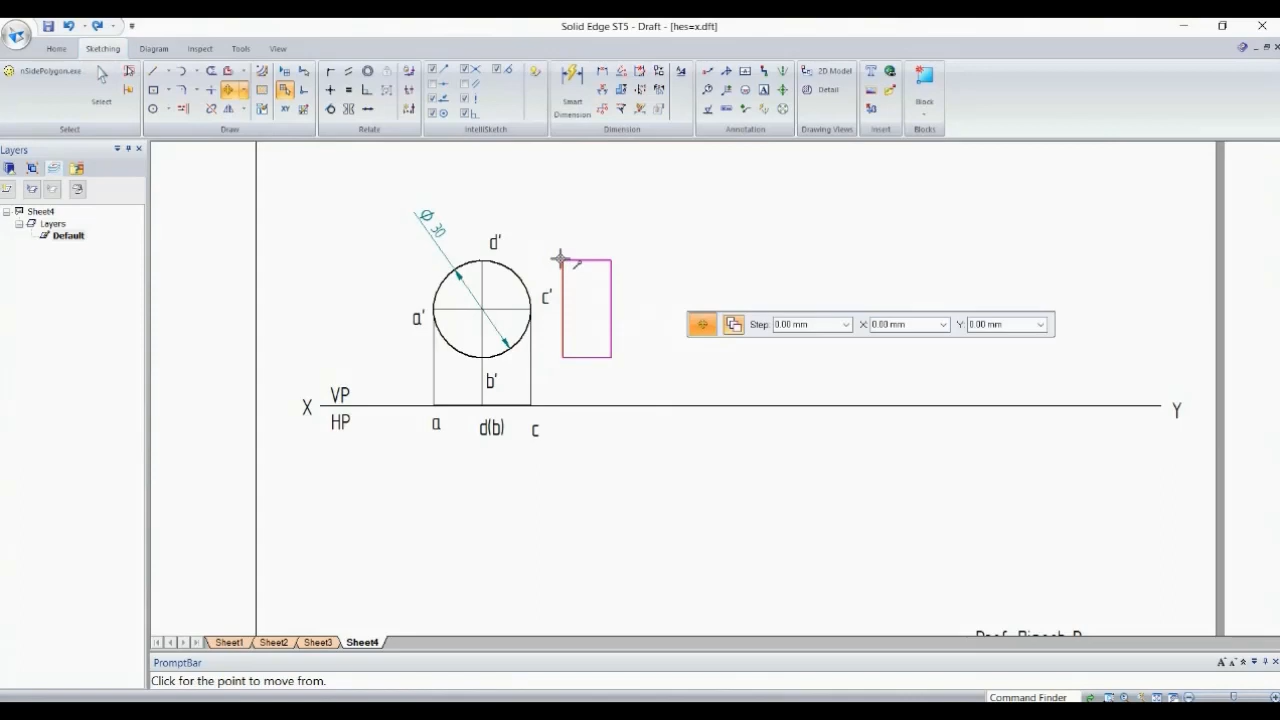 Solid Edge ST5 - Draft - [hes=x.dft]
Home Sketching Diagram Inspect Tools View
nSidePolygon.exe
Select
Smart
Dimension
2D Model
Detail
Block
Select Draw Relate IntelliSketch Dimension Annotation Drawing Views Insert Blocks
Layers
Sheet4
Layers
Default
Ø 30
d'
c'
a'
b'
Step: 0.00 mm X: 0.00 mm Y: 0.00 mm
VP
X Y
HP
a d(b) c
Sheet1 Sheet2 Sheet3 Sheet4
PromptBar
Click for the point to move from.
Command Finder